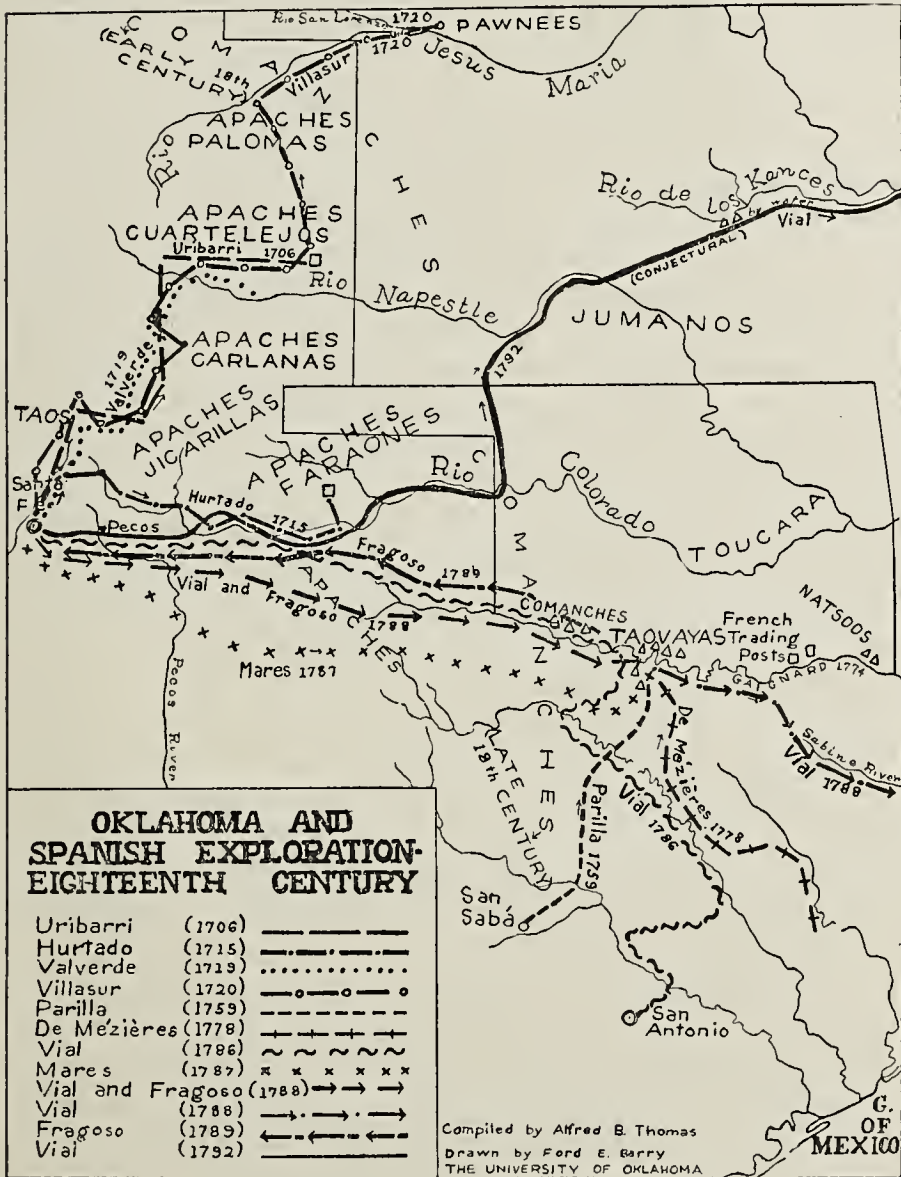 Rio San Lorenzo
1720
PAWNEES
1720
Jesus
Maria
COMANCHES
(EARLY 18th
CENTURY)
Villasur
Rio
APACHES
PALOMAS
Rio de los Kances
by water
Vial
(CONJECTURAL)
APACHES
CUARTELEJOS
Uribarri 1706
Rio Napestle
JUMANOS
1792
1719
Valverde
APACHES
CARLANAS
TAOS
APACHES
JICARILLAS
APACHES
FARAONES
Rio
Colorado
Santa
Fe
Hurtado
1715
TOUCARA
Pecos
Fragoso
1789
Vial and Fragoso 1788
APACHES
COMANCHES
COMANCHES
TAOVAYAS
NATSOOS
French
Trading
Posts
GAIGNARD 1774
Mares 1787
Pecos River
(LATE
18th CENTURY)
De Mézières 1778
Sabine River
Vial 1788
Parilla 1759
Vial 1786
San
Sabá
San
Antonio
OKLAHOMA AND
SPANISH EXPLORATION-
EIGHTEENTH CENTURY
Uribarri (1706)
Hurtado (1715)
Valverde (1719)
Villasur (1720)
Parilla (1759)
De Mézières (1778)
Vial (1786)
Mares (1787)
Vial and Fragoso (1788)
Vial (1788)
Fragoso (1789)
Vial (1792)
Compiled by Alfred B. Thomas
Drawn by Ford E. Barry
THE UNIVERSITY OF OKLAHOMA
G.
OF
MEXICO